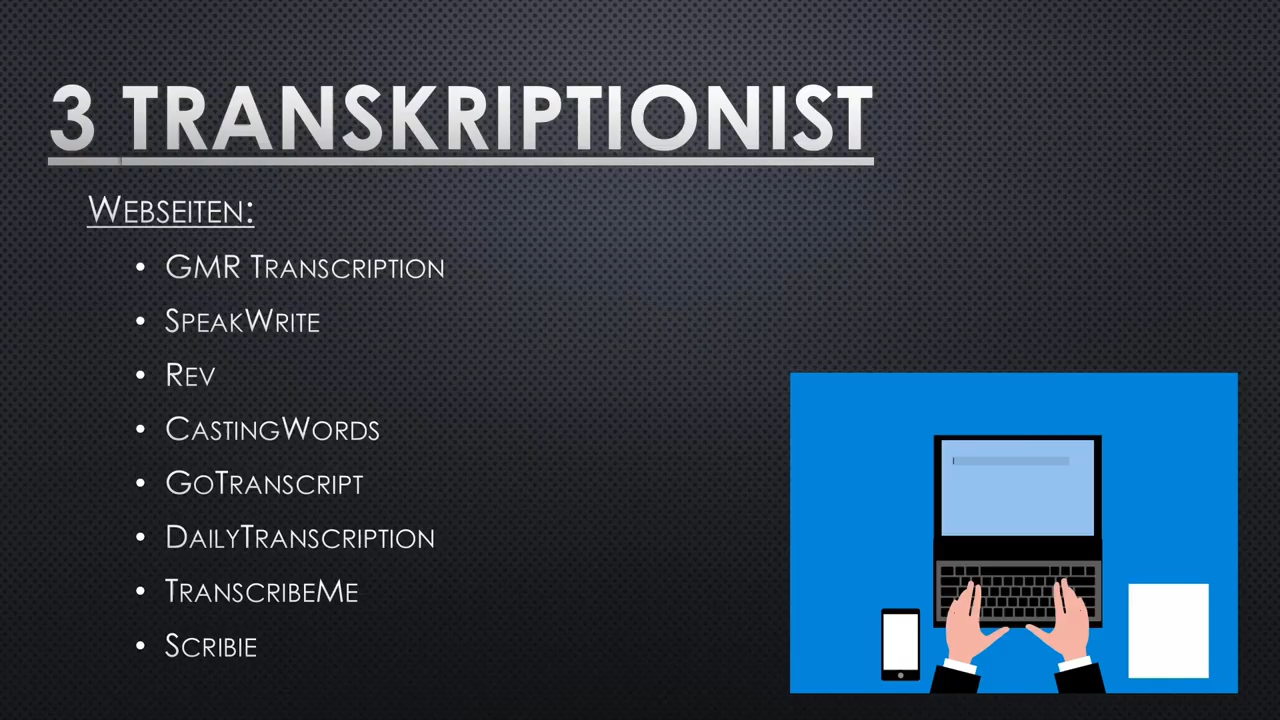 3 TRANSKRIPTIONIST
WEBSEITEN:
• GMR TRANSCRIPTION
• SPEAKWRITE
• REV
• CASTINGWORDS
• GOTRANSCRIPT
• DAILYTRANSCRIPTION
• TRANSCRIBEME
• SCRIBIE